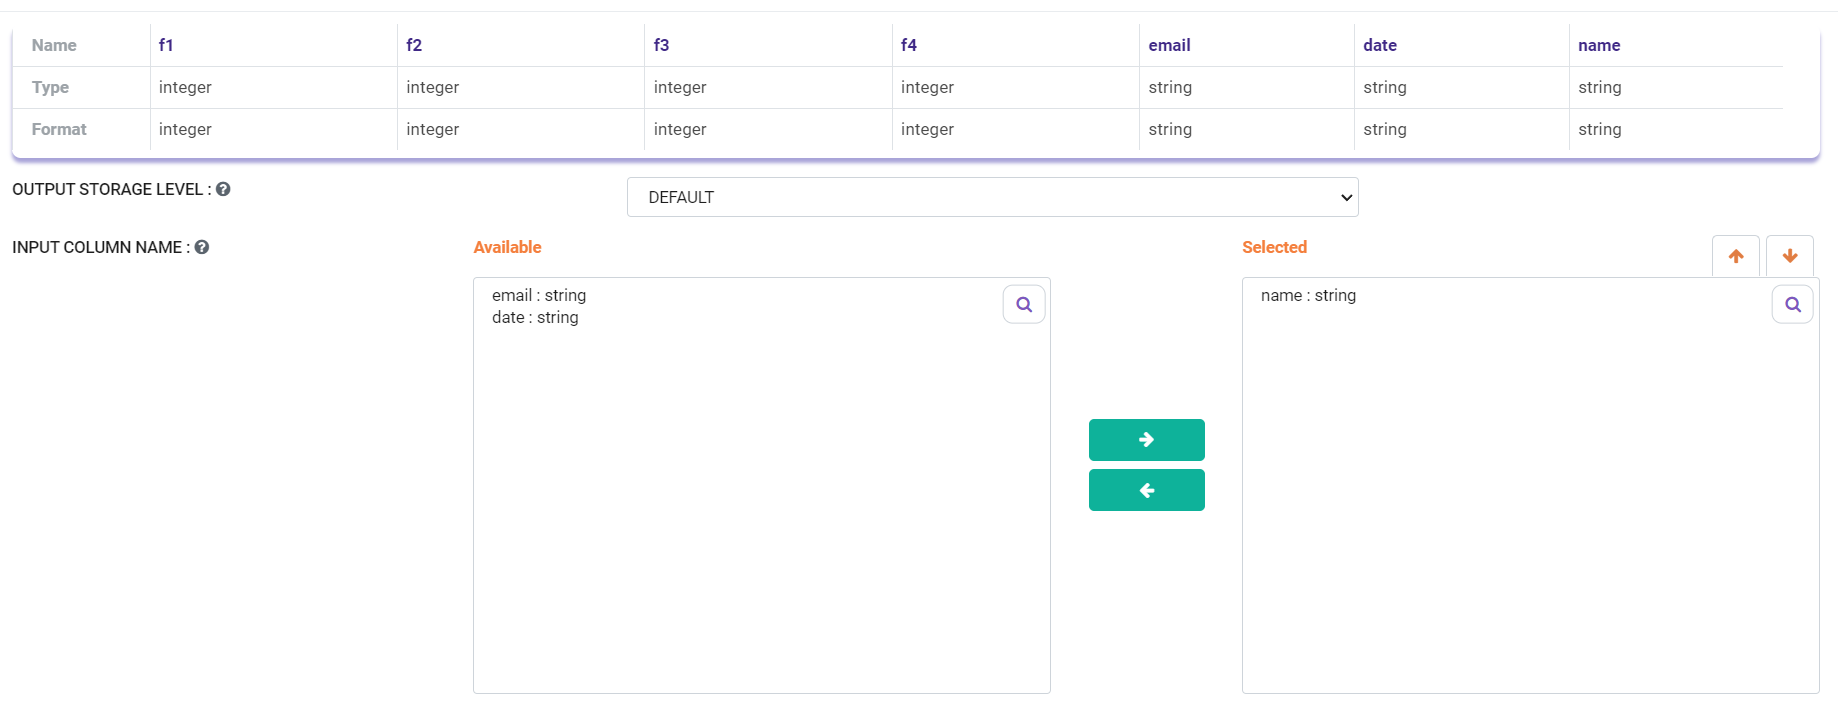 Name f1 f2 f3 f4 email date name
Type integer integer integer integer string string string
Format integer integer integer integer string string string
OUTPUT STORAGE LEVEL : DEFAULT
INPUT COLUMN NAME : Available Selected
email : string name : string
date : string